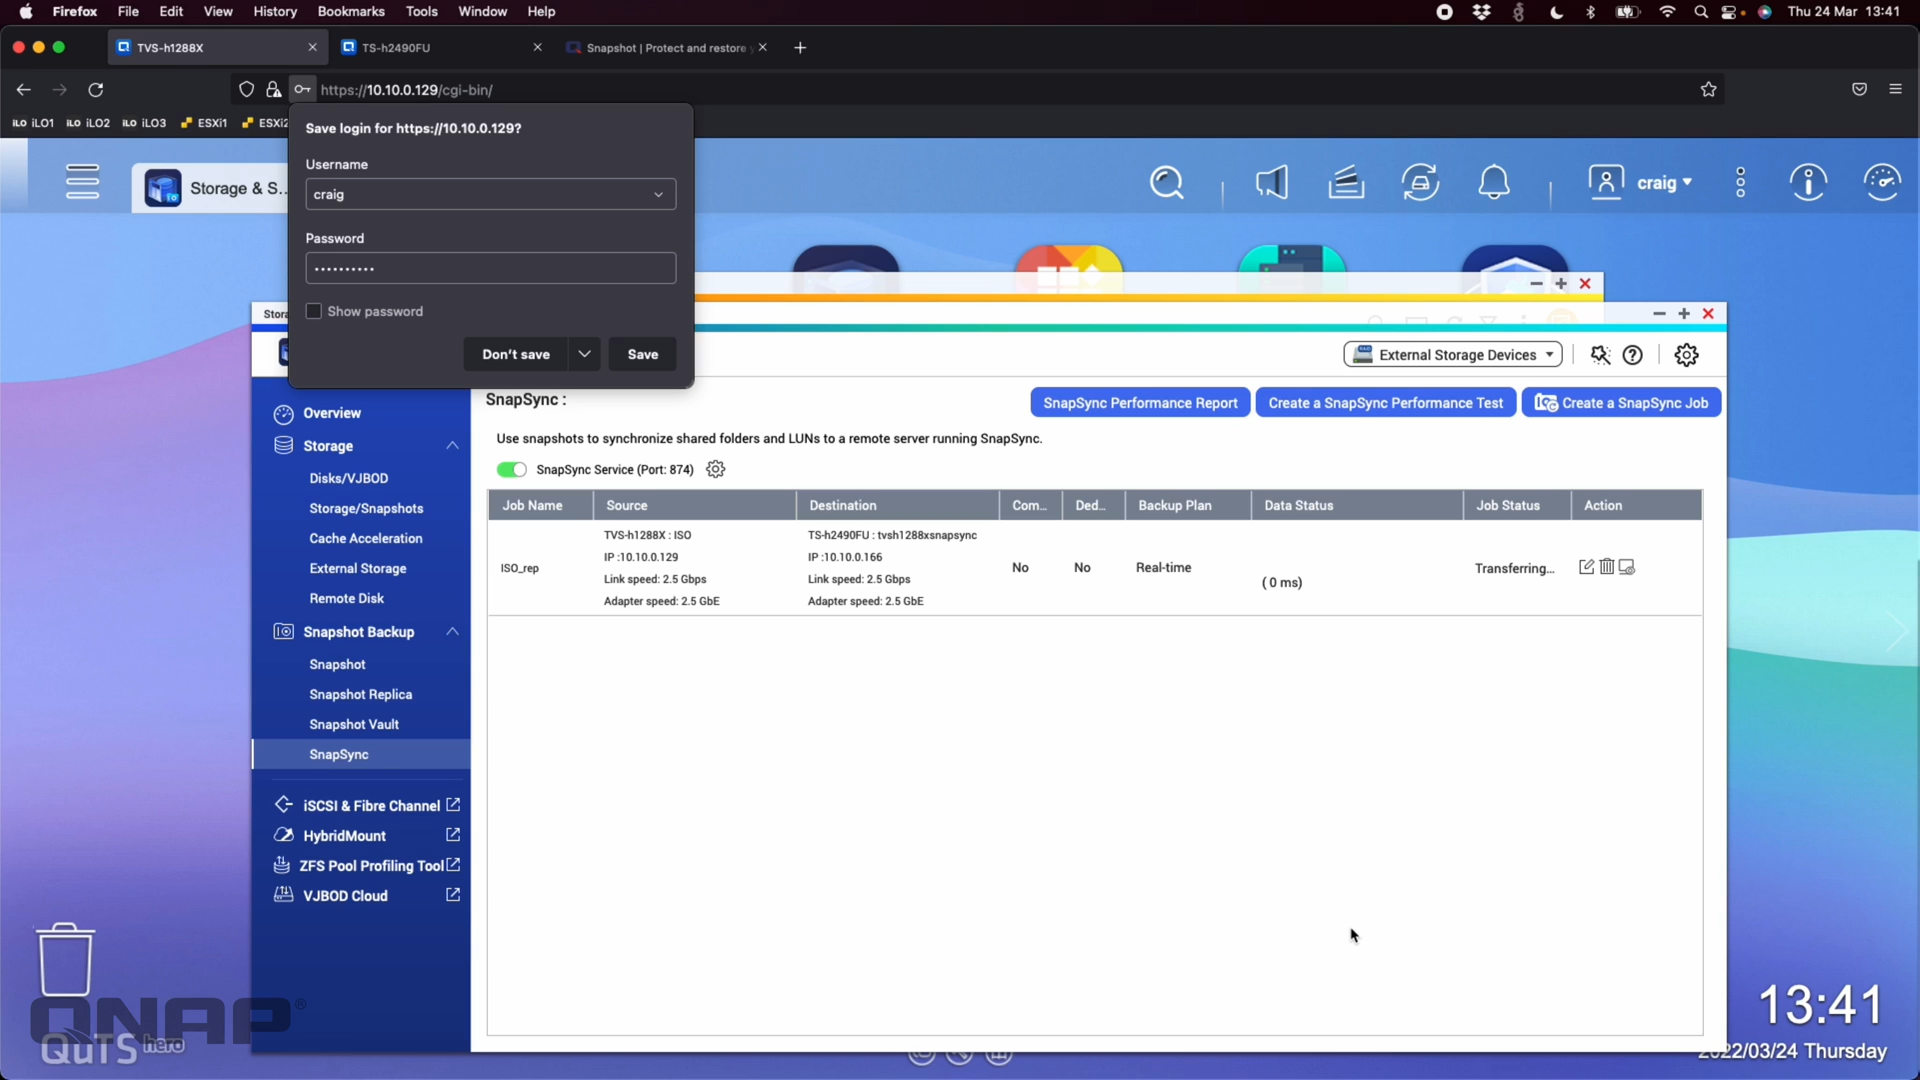 Firefox File Edit View History Bookmarks Tools Window Help
Thu 24 Mar 13:41
TVS-h1288X
TS-h2490FU
Snapshot | Protect and restore
https://10.10.0.129/cgi-bin/
iLO iLO1
iLO iLO2
iLO iLO3
ESXi1
ESXi2
Save login for https://10.10.0.129?
Username
craig
Password
••••••••••
Show password
Don't save
Save
Storage & S...
craig
External Storage Devices
Overview
Storage
Disks/VJBOD
Storage/Snapshots
Cache Acceleration
External Storage
Remote Disk
Snapshot Backup
Snapshot
Snapshot Replica
Snapshot Vault
SnapSync
iSCSI & Fibre Channel
HybridMount
ZFS Pool Profiling Tool
VJBOD Cloud
SnapSync :
SnapSync Performance Report
Create a SnapSync Performance Test
Create a SnapSync Job
Use snapshots to synchronize shared folders and LUNs to a remote server running SnapSync.
SnapSync Service (Port: 874)
Job Name Source Destination Com... Ded... Backup Plan Data Status Job Status Action
ISO_rep
TVS-h1288X : ISO
IP :10.10.0.129
Link speed: 2.5 Gbps
Adapter speed: 2.5 GbE
TS-h2490FU : tvsh1288xsnapsync
IP :10.10.0.166
Link speed: 2.5 Gbps
Adapter speed: 2.5 GbE
No
No
Real-time
( 0 ms)
Transferring...
QNAP®
QuTS hero
13:41
2022/03/24 Thursday